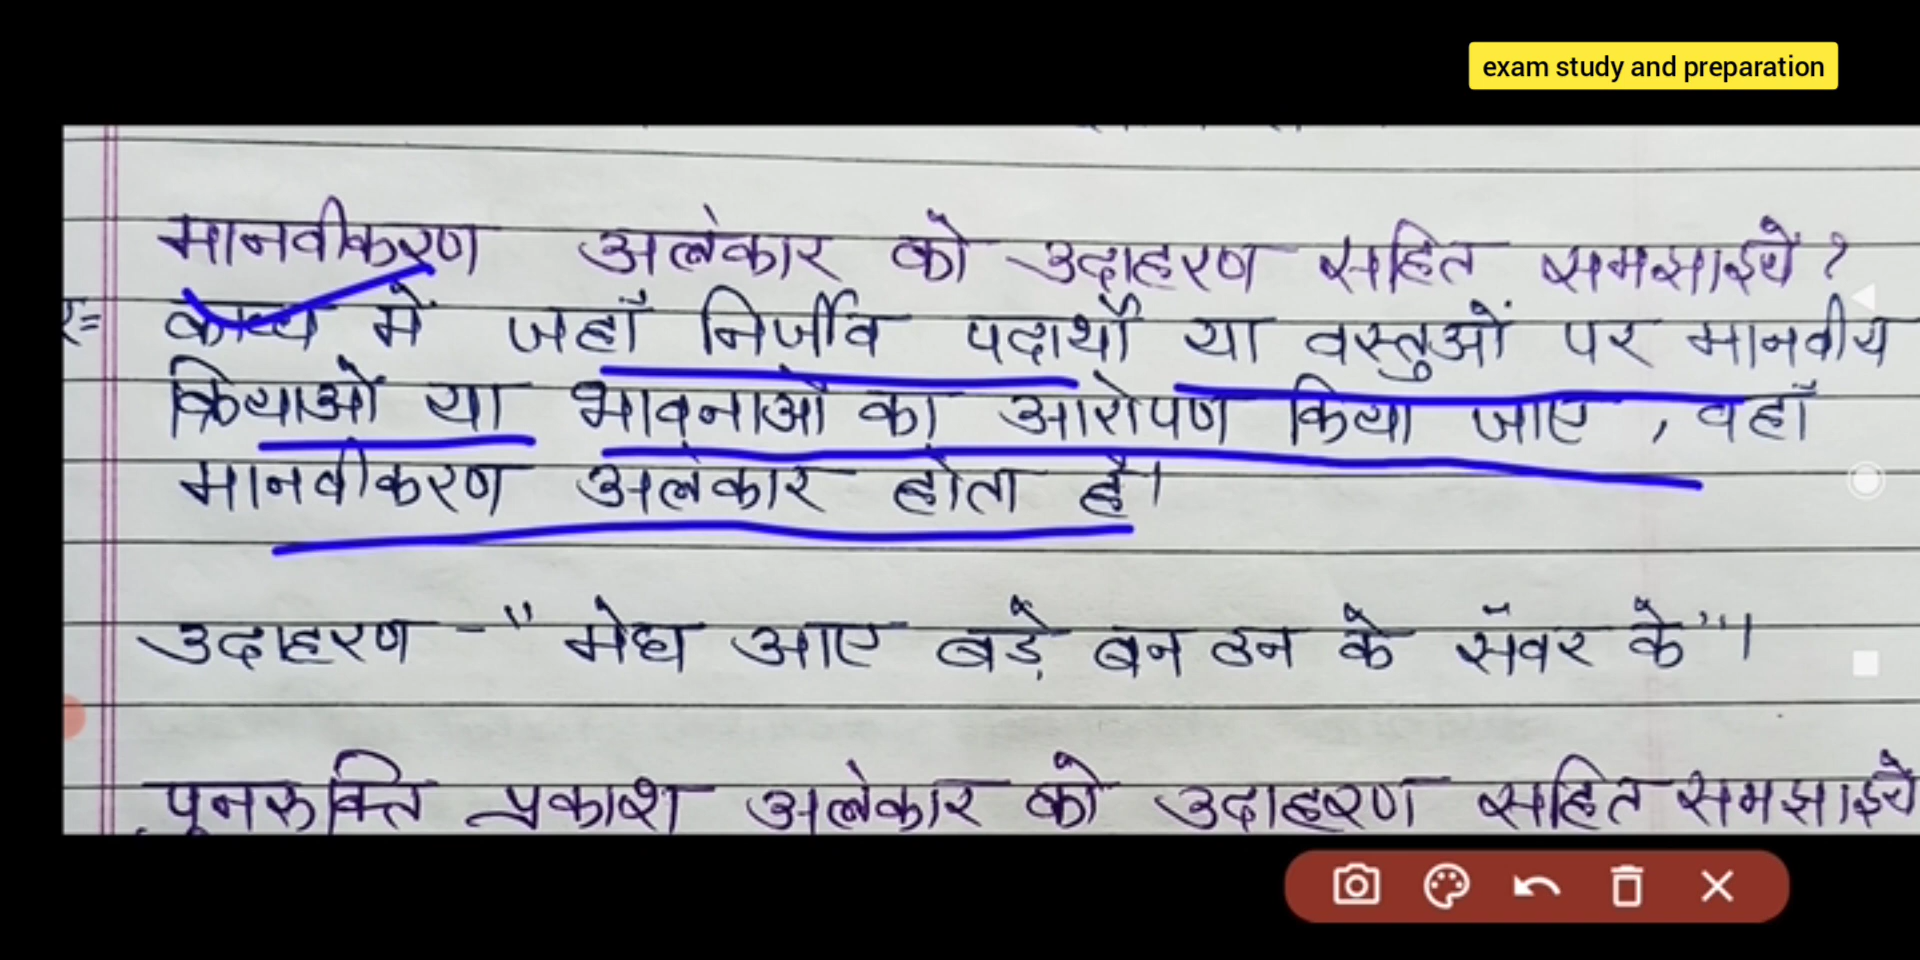 exam study and preparation
मानवीकरण अलंकार को उदाहरण सहित समझाइये ?
काव्य में जहाँ निर्जीव पदार्थों या वस्तुओं पर मानवीय
क्रियाओं या भावनाओं का आरोपण किया जाए , वहाँ
मानवीकरण अलंकार होता है।
उदाहरण - " मेघ आए बड़े बन ठन के सँवर के"।
पुनरुक्ति प्रकाश अलंकार को उदाहरण सहित समझाइये